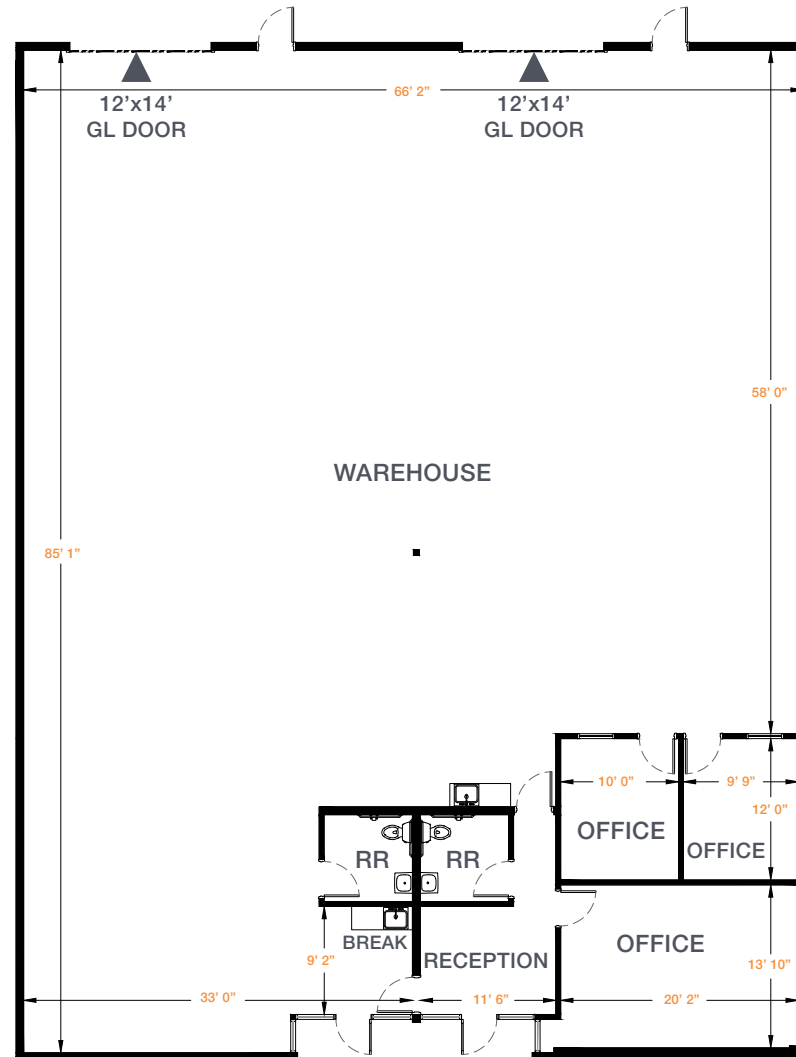 12’x14’
GL DOOR
66’ 2”
12’x14’
GL DOOR
58’ 0”
WAREHOUSE
85’ 1”
10’ 0”
9’ 9”
12’ 0”
OFFICE
OFFICE
RR
RR
BREAK
RECEPTION
OFFICE
9’ 2”
13’ 10”
33’ 0”
11’ 6”
20’ 2”